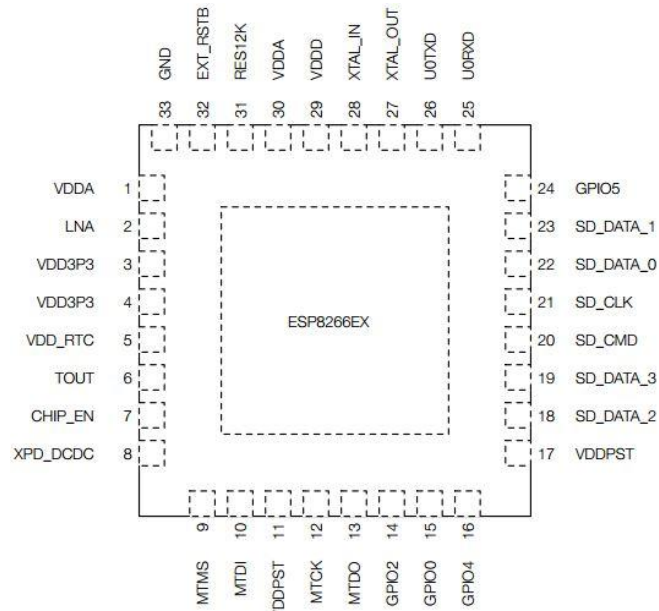 GND
EXT_RSTB
RES12K
VDDA
VDDD
XTAL_IN
XTAL_OUT
U0TXD
U0RXD
33 32 31 30 29 28 27 26 25
VDDA 1
LNA 2
VDD3P3 3
VDD3P3 4
VDD_RTC 5
TOUT 6
CHIP_EN 7
XPD_DCDC 8
ESP8266EX
24 GPIO5
23 SD_DATA_1
22 SD_DATA_0
21 SD_CLK
20 SD_CMD
19 SD_DATA_3
18 SD_DATA_2
17 VDDPST
9 10 11 12 13 14 15 16
MTMS
MTDI
DDPST
MTCK
MTDO
GPIO2
GPIO0
GPIO4